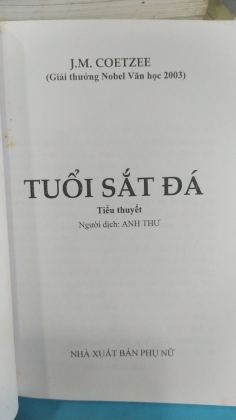 J.M. COETZEE
(Giải thưởng Nobel Văn học 2003)
TUỔI SẮT ĐÁ
Tiểu thuyết
Người dịch: ANH THƯ
NHÀ XUẤT BẢN PHỤ NỮ